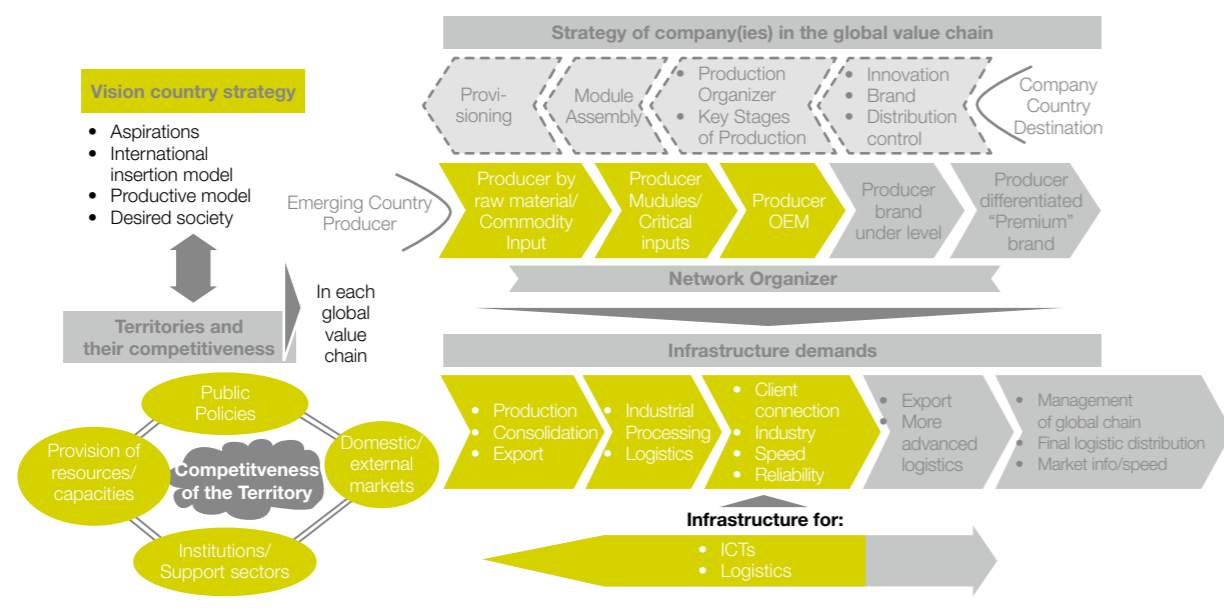 Strategy of company(ies) in the global value chain
Vision country strategy
• Aspirations
• International
insertion model
• Productive model
• Desired society
Provi-
sioning
Module
Assembly
• Production
Organizer
• Key Stages
of Production
• Innovation
• Brand
• Distribution
control
Company
Country
Destination
Emerging Country
Producer
Producer by
raw material/
Commodity
Input
Producer
Mudules/
Critical
inputs
Producer
OEM
Producer
brand
under level
Producer
differentiated
“Premium”
brand
Network Organizer
In each
global
value
chain
Territories and
their competitiveness
Infrastructure demands
Public
Policies
Provision of
resources/
capacities
Competitveness
of the Territory
Domestic/
external
markets
Institutions/
Support sectors
• Production
• Consolidation
• Export
• Industrial
• Processing
• Logistics
• Client
connection
• Industry
• Speed
• Reliability
• Export
• More
advanced
logistics
• Management
of global chain
• Final logistic distribution
• Market info/speed
Infrastructure for:
• ICTs
• Logistics